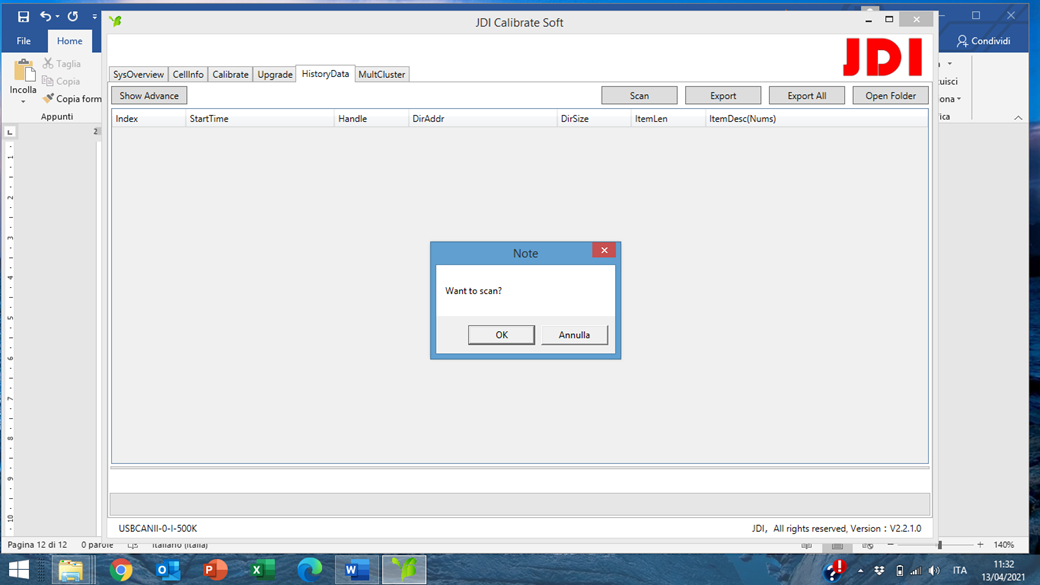 JDI Calibrate Soft
File
Home
Condividi
JDI
Taglia
Copia
Incolla
Copia form
Appunti
SysOverview
CellInfo
Calibrate
Upgrade
HistoryData
MultCluster
Show Advance
Scan
Export
Export All
Open Folder
Index
StartTime
Handle
DirAddr
DirSize
ItemLen
ItemDesc(Nums)
Note
Want to scan?
OK
Annulla
USBCANII-0-I-500K
JDI, All rights reserved, Version : V2.2.1.0
Pagina 12 di 12
0 parole
Italiano (Italia)
140%
ITA
11:32
13/04/2021